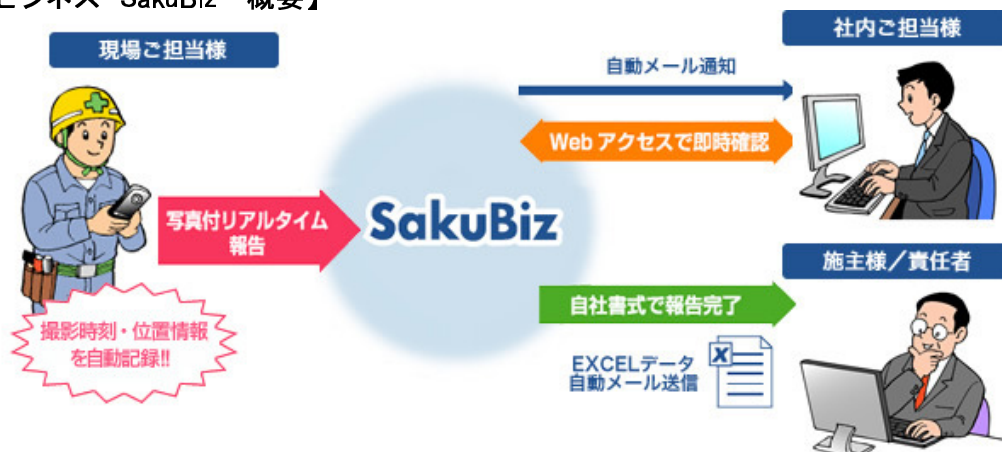 ビジネス "SakuBiz" 概要】
現場ご担当様
社内ご担当様
自動メール通知
Web アクセスで即時確認
写真付リアルタイム
報告
SakuBiz
施主様／責任者
自社書式で報告完了
撮影時刻・位置情報
を自動記録!!
EXCELデータ
自動メール送信
X